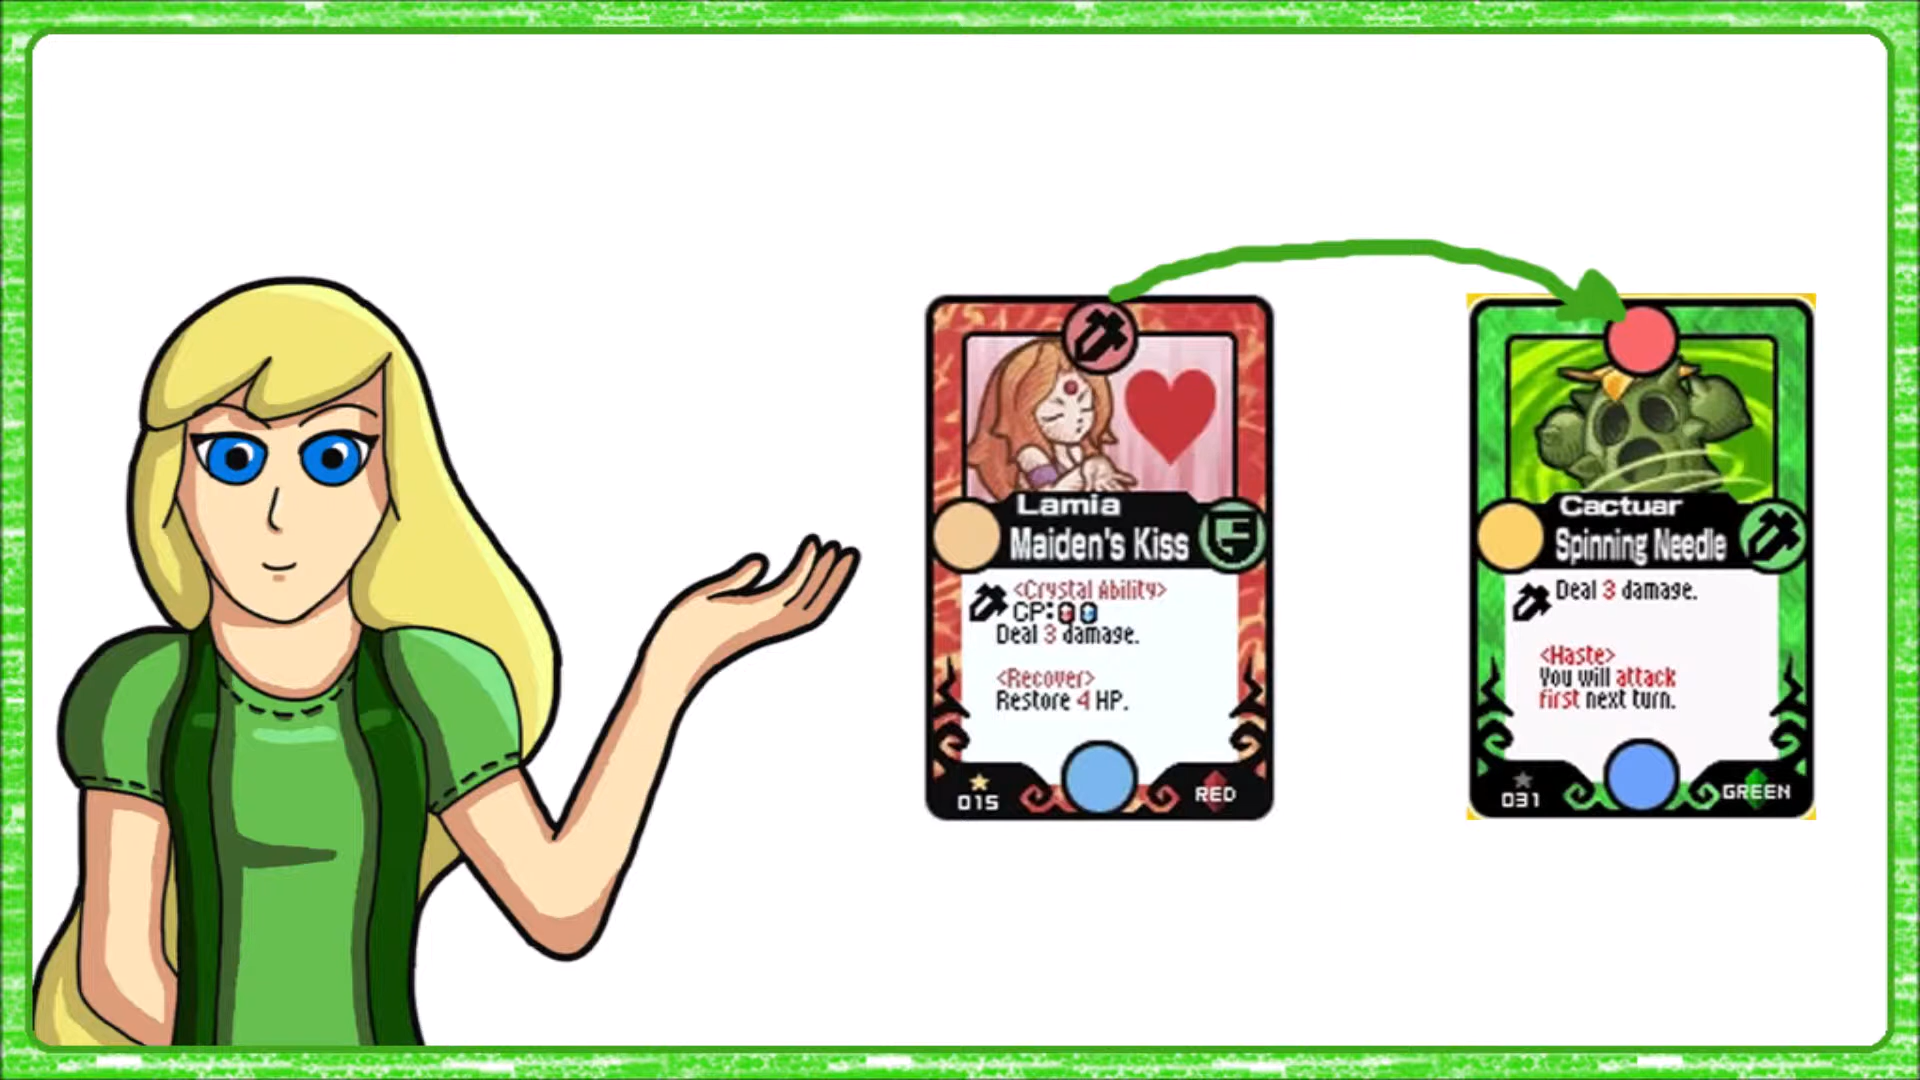 Lamia
Maiden's Kiss
<Crystal Ability>
CP:
Deal 3 damage.
<Recover>
Restore 4 HP.
015
RED
Cactuar
Spinning Needle
Deal 3 damage.
<Haste>
You will attack
first next turn.
031
GREEN